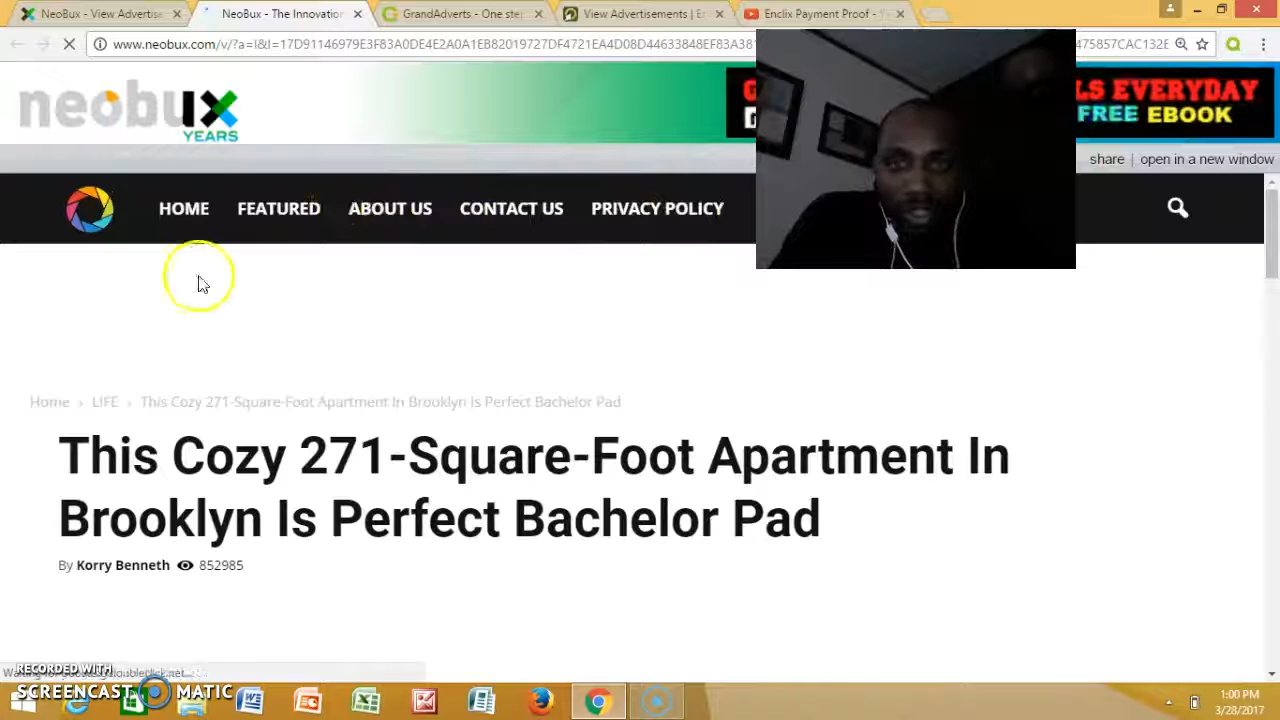 NeoBux - View Advertise
NeoBux - The Innovatio
GrandAdverts - One ste
View Advertisements | E
Enclix Payment Proof - Y
www.neobux.com/v/?a=l&l=17D91146979E3F83A0DE4E2A0A1EB82019727DF4721EA4D08D44633848EF83A38
475857CAC132E
neobux
YEARS
LS EVERYDAY
FREE EBOOK
share | open in a new window
HOME
FEATURED
ABOUT US
CONTACT US
PRIVACY POLICY
Home › LIFE › This Cozy 271-Square-Foot Apartment In Brooklyn Is Perfect Bachelor Pad
This Cozy 271-Square-Foot Apartment In
Brooklyn Is Perfect Bachelor Pad
By Korry Benneth 852985
RECORDED WITH
SCREENCAST MATIC
1:00 PM
3/28/2017